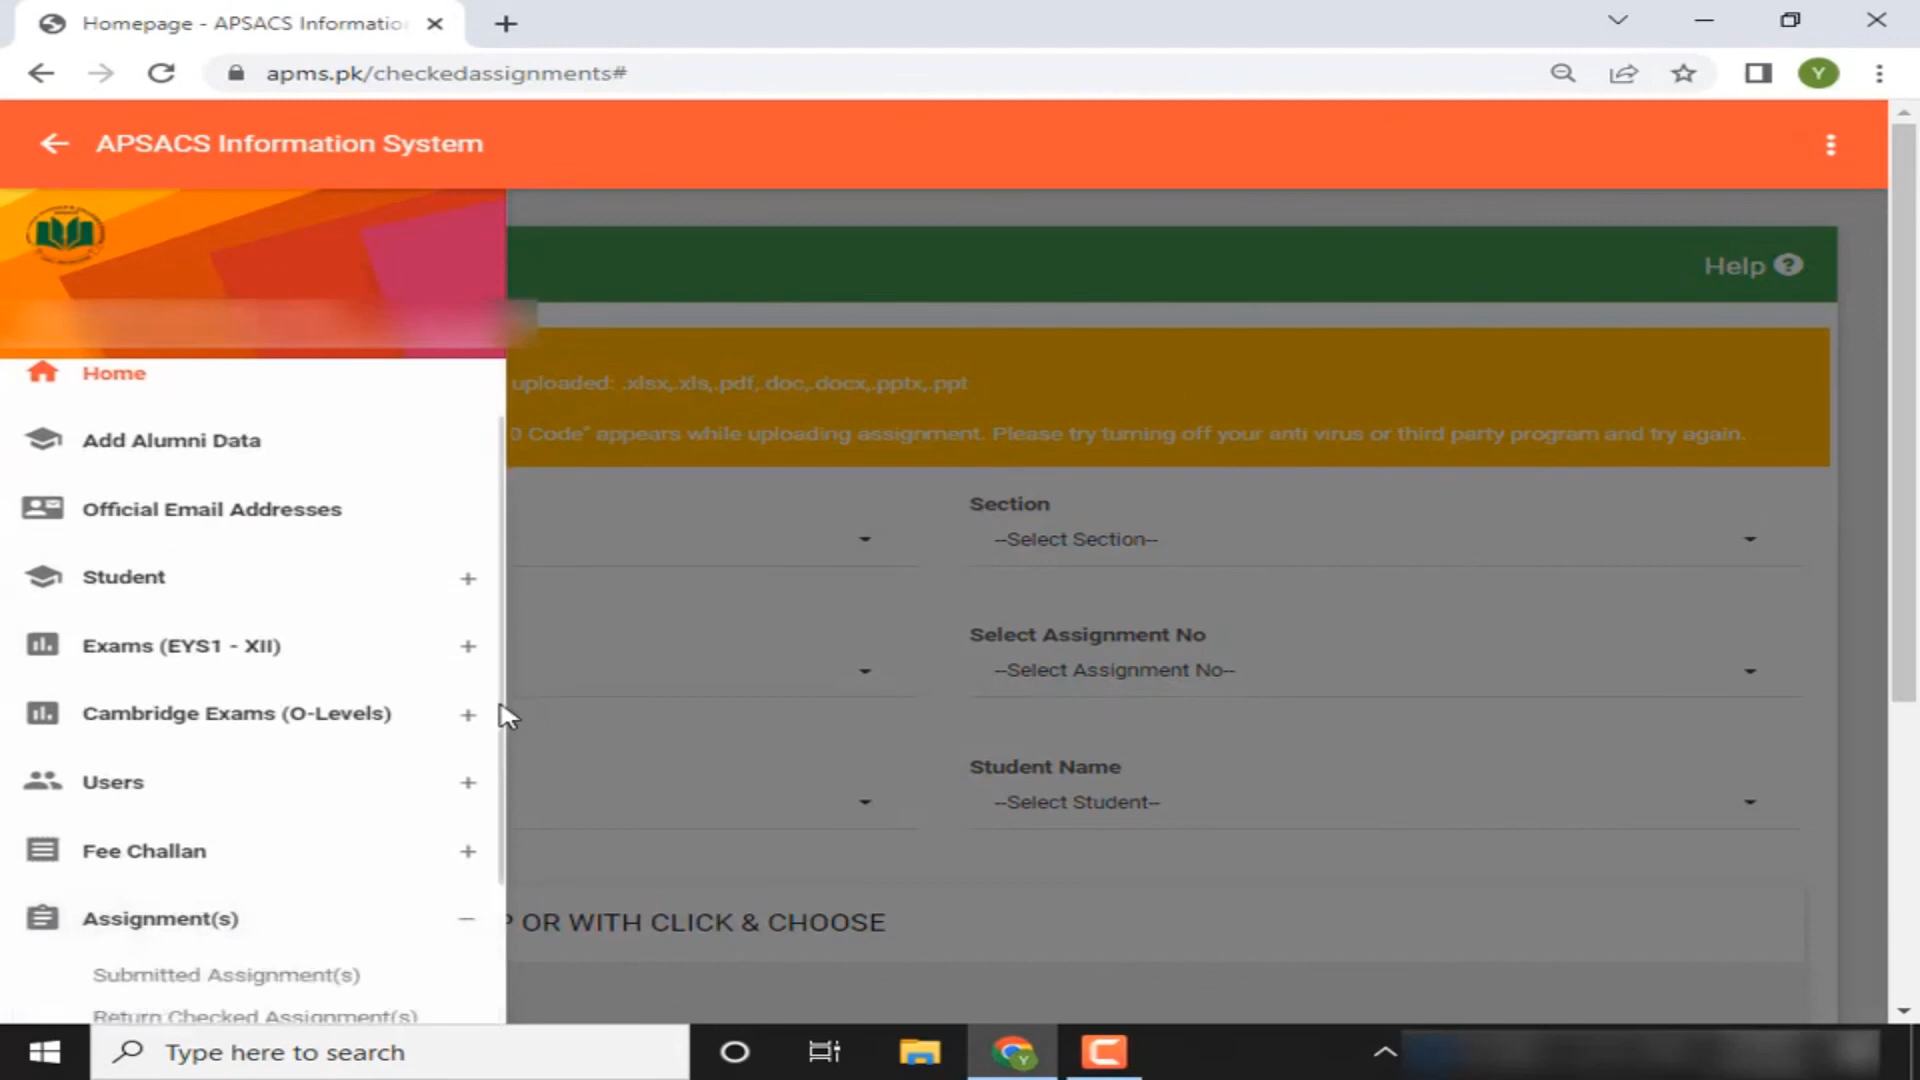 Homepage - APSACS Informatio
apms.pk/checkedassignments#
Y
APSACS Information System
Help
uploaded: .xlsx,.xls,.pdf,.doc,.docx,.pptx,.ppt
0 Code" appears while uploading assignment. Please try turning off your anti virus or third party program and try again.
Home
Add Alumni Data
Official Email Addresses
Student
Exams (EYS1 - XII)
Cambridge Exams (O-Levels)
Users
Fee Challan
Assignment(s)
Submitted Assignment(s)
Return Checked Assignment(s)
Section
--Select Section--
Select Assignment No
--Select Assignment No--
Student Name
--Select Student--
OR WITH CLICK & CHOOSE
Type here to search
Y